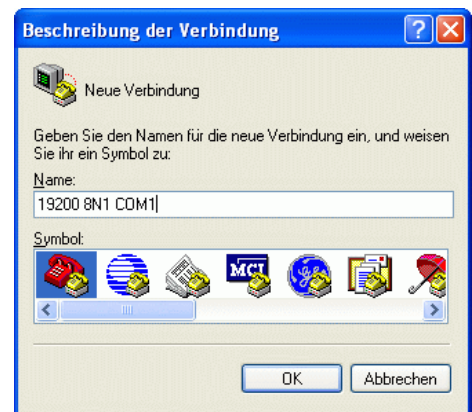 Beschreibung der Verbindung
Neue Verbindung
Geben Sie den Namen für die neue Verbindung ein, und weisen
Sie ihr ein Symbol zu:
Name:
19200 8N1 COM1
Symbol:
MCI
OK
Abbrechen